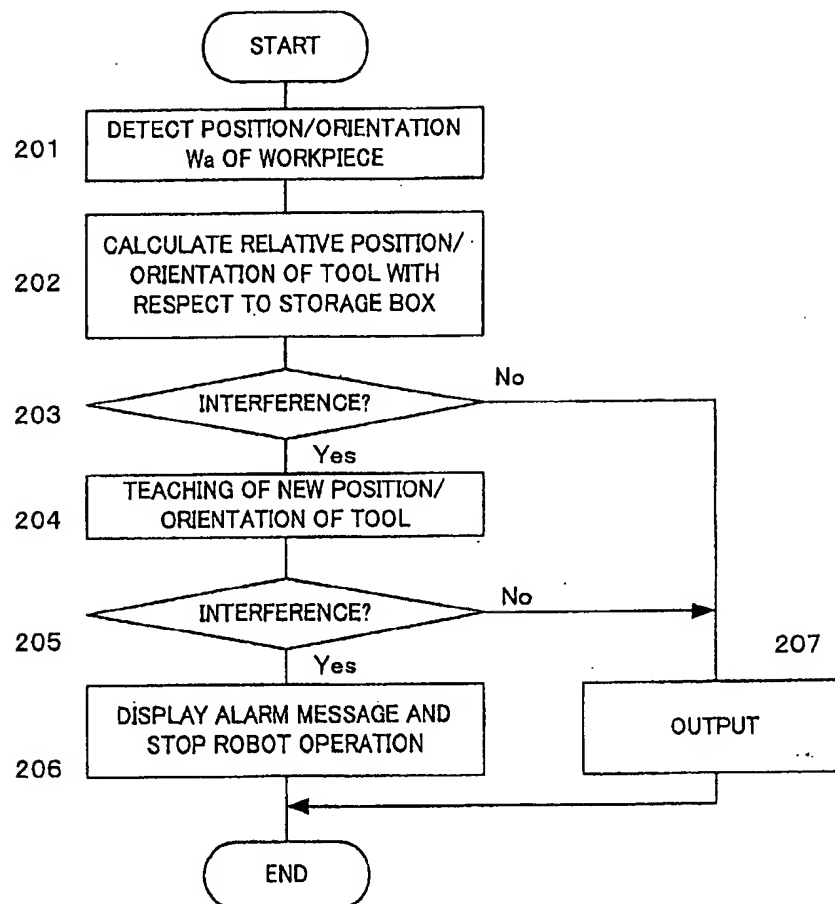 START
201
DETECT POSITION/ORIENTATION
Wa OF WORKPIECE
202
CALCULATE RELATIVE POSITION/
ORIENTATION OF TOOL WITH
RESPECT TO STORAGE BOX
203
INTERFERENCE?
No
Yes
204
TEACHING OF NEW POSITION/
ORIENTATION OF TOOL
205
INTERFERENCE?
No
Yes
207
206
DISPLAY ALARM MESSAGE AND
STOP ROBOT OPERATION
OUTPUT
END